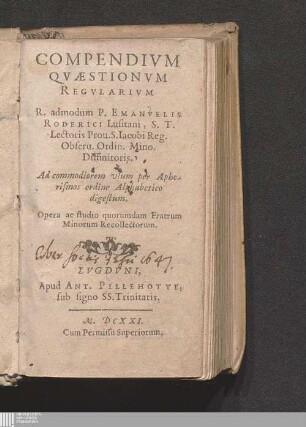 COMPENDIVM
QVÆSTIONVM
REGVLARIVM
R. admodum P. EMANVELIS
RODERICI Lusitani, S. T.
Lectoris Prou. S. Iacobi Reg.
Obseru. Ordin. Mino.
Diffinitoris.
Ad commodiorem vsum per Apho-
rismos ordine Alphabetico
digestum.
Opera ac studio quorumdam Fratrum
Minorum Recollectorum.
1647
LVGDVNI,
Apud ANT. PILLEHOTTE,
sub signo SS. Trinitatis.
M. DCXXI.
Cum Permissu Superiorum.